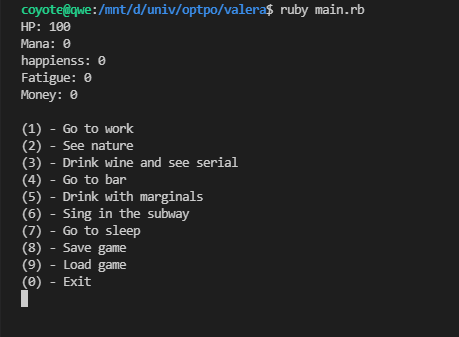 coyote@qwe:/mnt/d/univ/optpo/valera$ ruby main.rb
HP: 100
Mana: 0
happienss: 0
Fatigue: 0
Money: 0
(1) - Go to work
(2) - See nature
(3) - Drink wine and see serial
(4) - Go to bar
(5) - Drink with marginals
(6) - Sing in the subway
(7) - Go to sleep
(8) - Save game
(9) - Load game
(0) - Exit